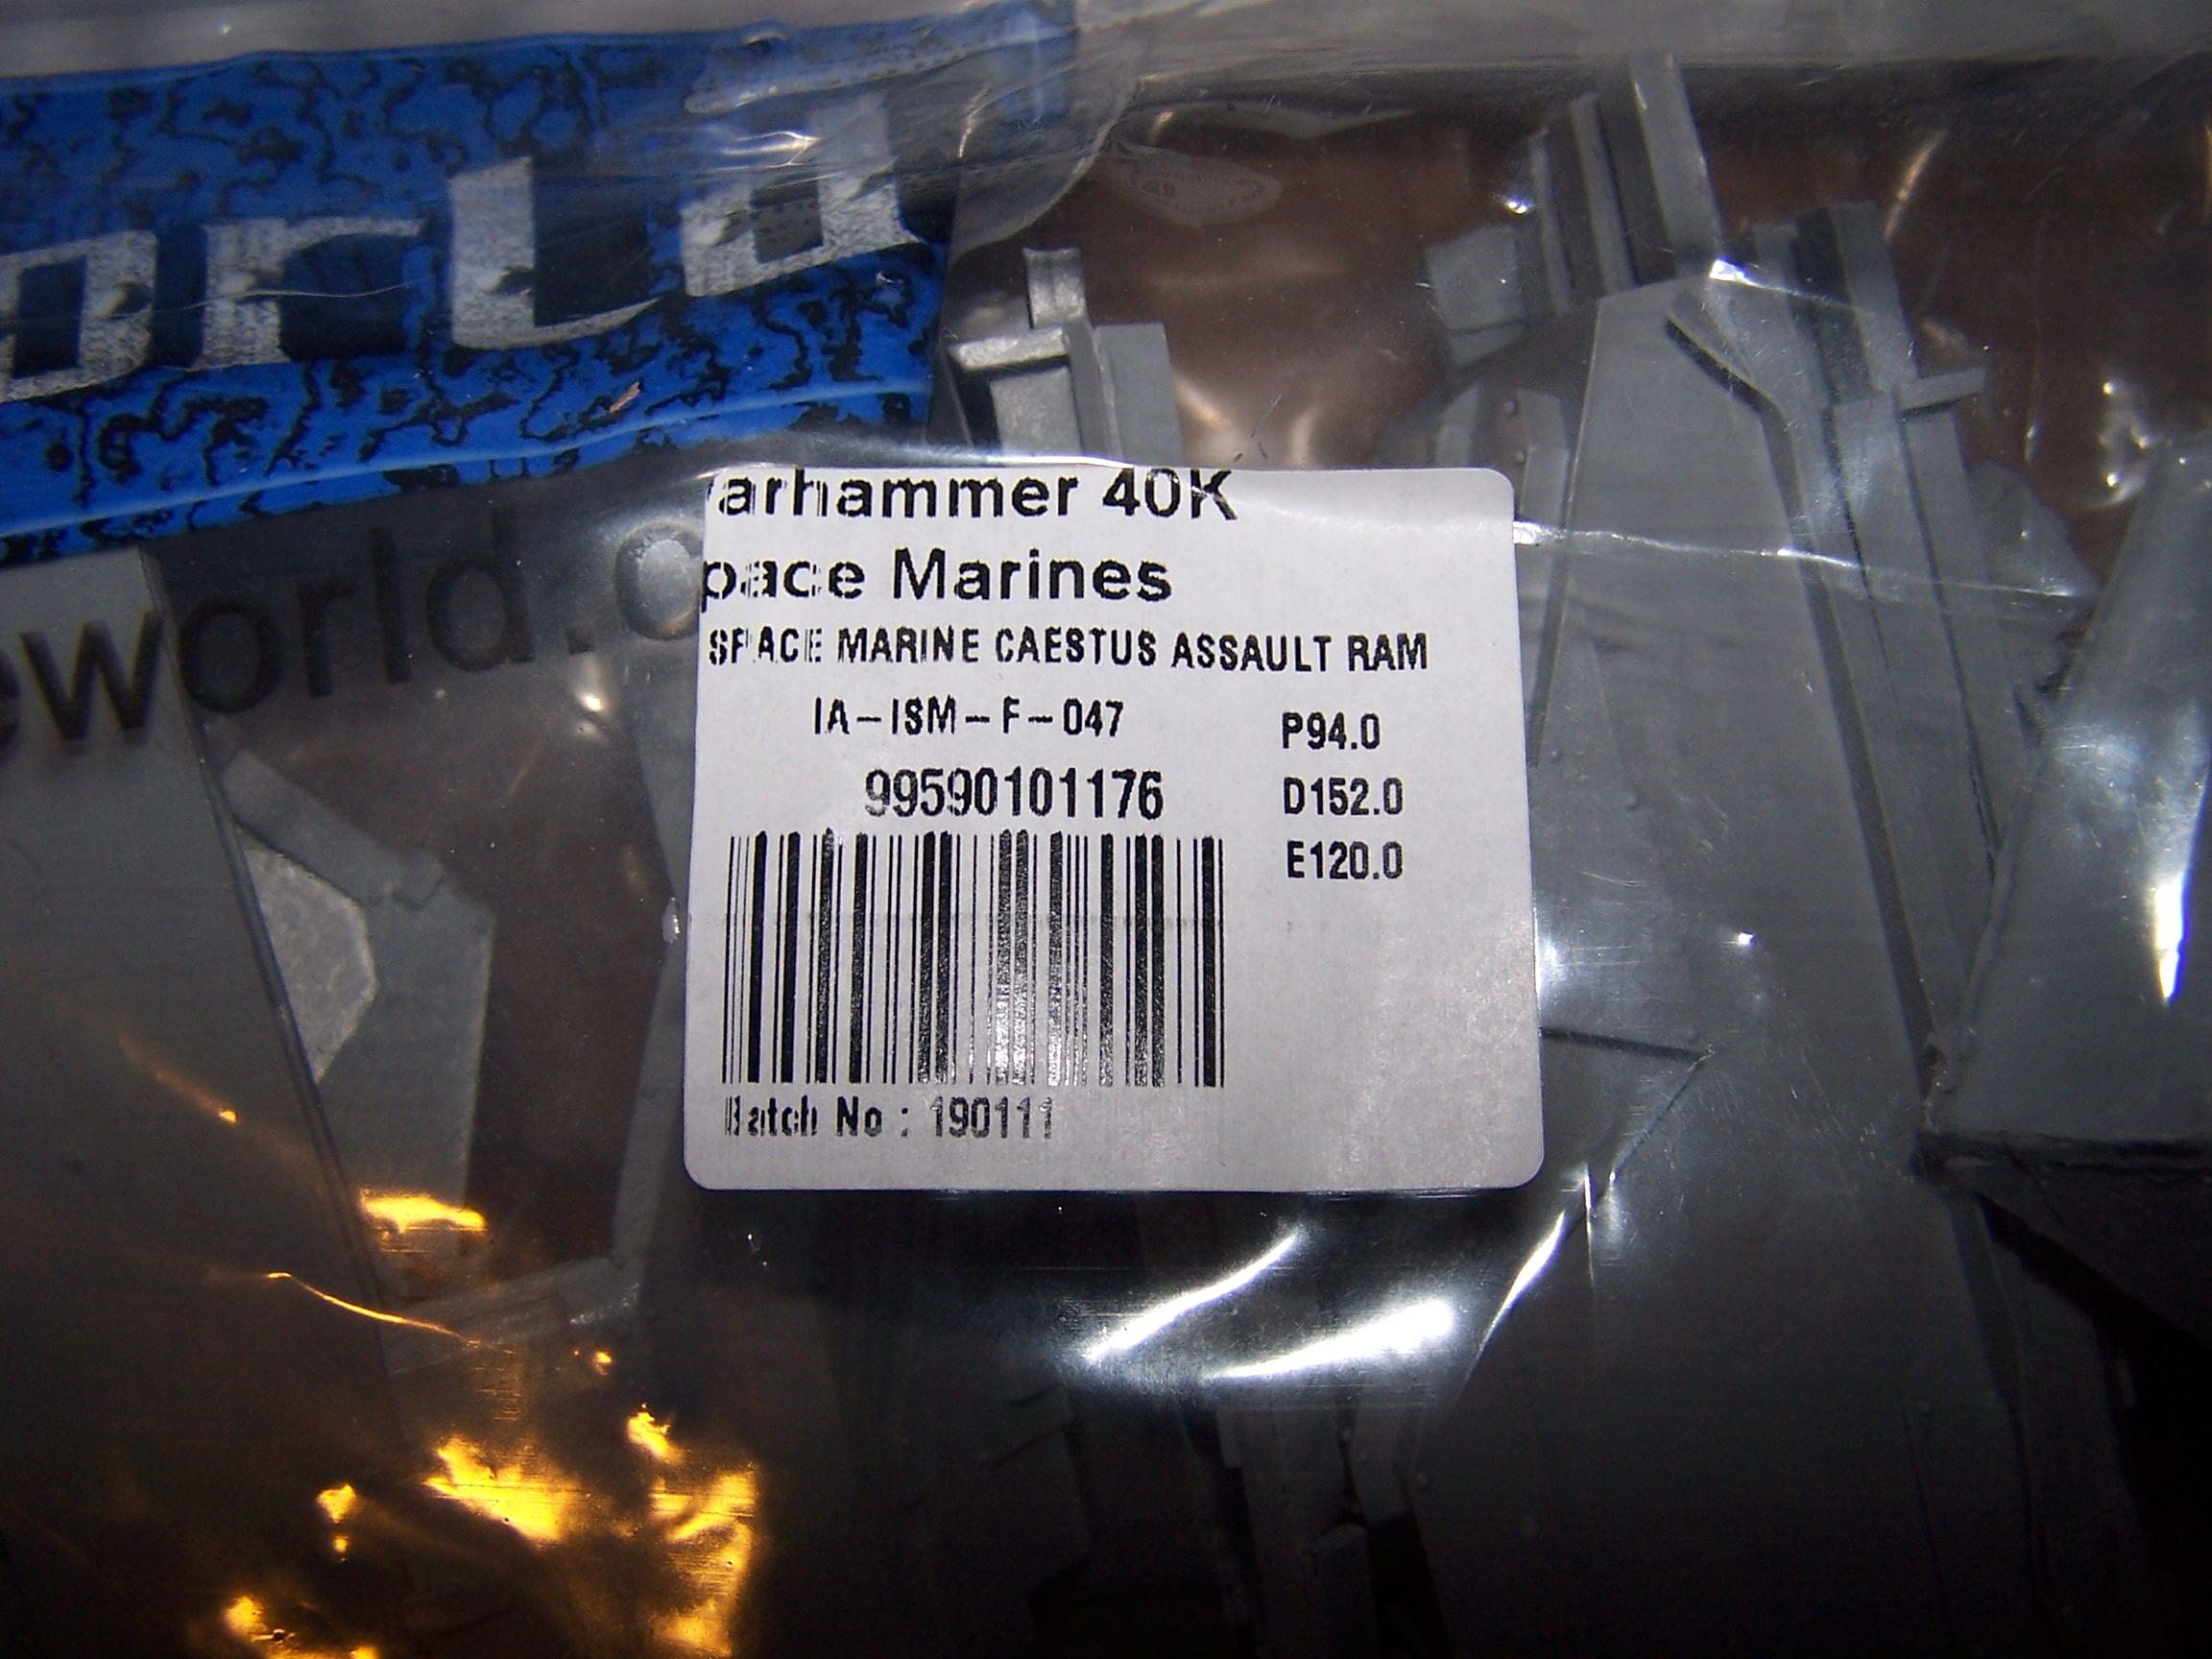 orld
eworld.c
arhammer 40K
pace Marines
SPACE MARINE CAESTUS ASSAULT RAM
IA-ISM-F-047
P94.0
99590101176
D152.0
E120.0
Batch No : 190111